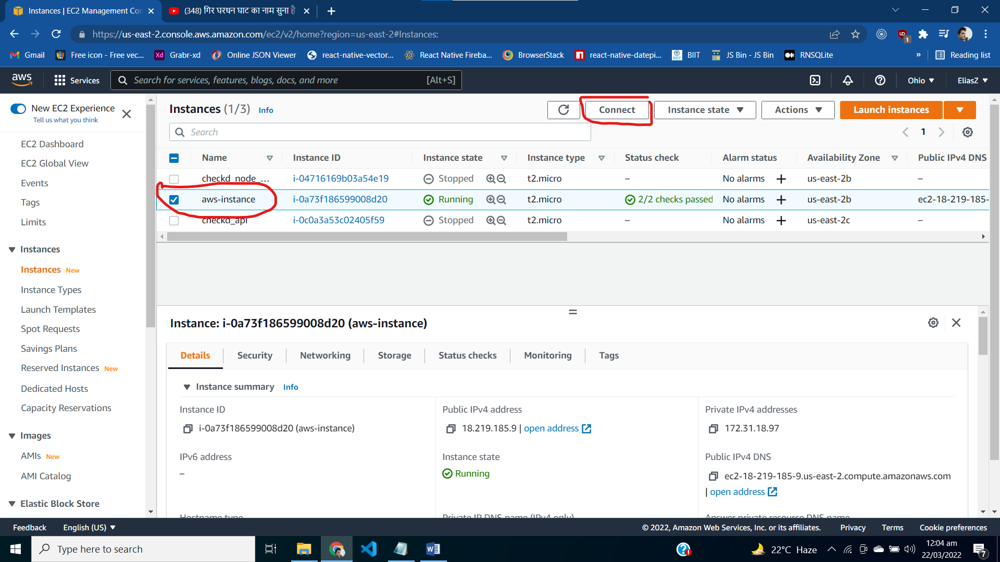 Instances | EC2 Management Con
(348) गिर घरधन घाट का नाम सुना है
https://us-east-2.console.aws.amazon.com/ec2/v2/home?region=us-east-2#Instances:
1
Gmail
Free icon - Free vec...
Xd
Grabr-xd
Online JSON Viewer
react-native-vector...
React Native Fireba...
BrowserStack
react-native-datepi...
BIIT
JS Bin - JS Bin
RNSQLite
»
Reading list
aws
Services
Search for services, features, blogs, docs, and more
[Alt+S]
Ohio
EliasZ
New EC2 Experience
Tell us what you think
EC2 Dashboard
EC2 Global View
Events
Tags
Limits
Instances
Instances New
Instance Types
Launch Templates
Spot Requests
Savings Plans
Reserved Instances New
Dedicated Hosts
Capacity Reservations
Images
AMIs New
AMI Catalog
Elastic Block Store
Instances (1/3) Info
Connect
Instance state
Actions
Launch instances
Search
1
Name Instance ID Instance state Instance type Status check Alarm status Availability Zone Public IPv4 DNS
checkd_node_... i-04716169b03a54e19 Stopped t2.micro – No alarms + us-east-2b –
aws-instance i-0a73f186599008d20 Running t2.micro 2/2 checks passed No alarms + us-east-2b ec2-18-219-185-
checkd_api i-0c0a3a53c02405f59 Stopped t2.micro – No alarms + us-east-2c –
Instance: i-0a73f186599008d20 (aws-instance)
Details Security Networking Storage Status checks Monitoring Tags
Instance summary Info
Instance ID
i-0a73f186599008d20 (aws-instance)
Public IPv4 address
18.219.185.9 | open address
Private IPv4 addresses
172.31.18.97
IPv6 address
–
Instance state
Running
Public IPv4 DNS
ec2-18-219-185-9.us-east-2.compute.amazonaws.com
| open address
Hostname type
Private IP DNS name (IPv4 only)
Answer private resource DNS name
Feedback
English (US)
© 2022, Amazon Web Services, Inc. or its affiliates.
Privacy
Terms
Cookie preferences
Type here to search
22°C Haze
12:04 am
22/03/2022
7